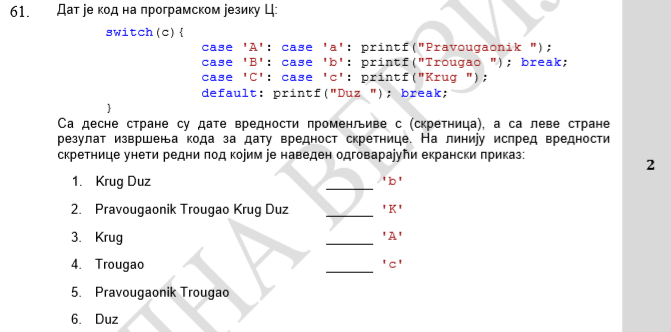 61. Дат је код на програмском језику Ц:
switch(c){
case 'A': case 'a': printf("Pravougaonik ");
case 'B': case 'b': printf("Trougao "); break;
case 'C': case 'c': printf("Krug ");
default: printf("Duz "); break;
}
Са десне стране су дате вредности променљиве c (скретница), а са леве стране
резулат извршења кода за дату вредност скретнице. На линију испред вредности
скретнице унети редни под којим је наведен одговарајући екрански приказ:
2
1. Krug Duz ______ 'b'
2. Pravougaonik Trougao Krug Duz ______ 'K'
3. Krug ______ 'A'
4. Trougao ______ 'c'
5. Pravougaonik Trougao
6. Duz